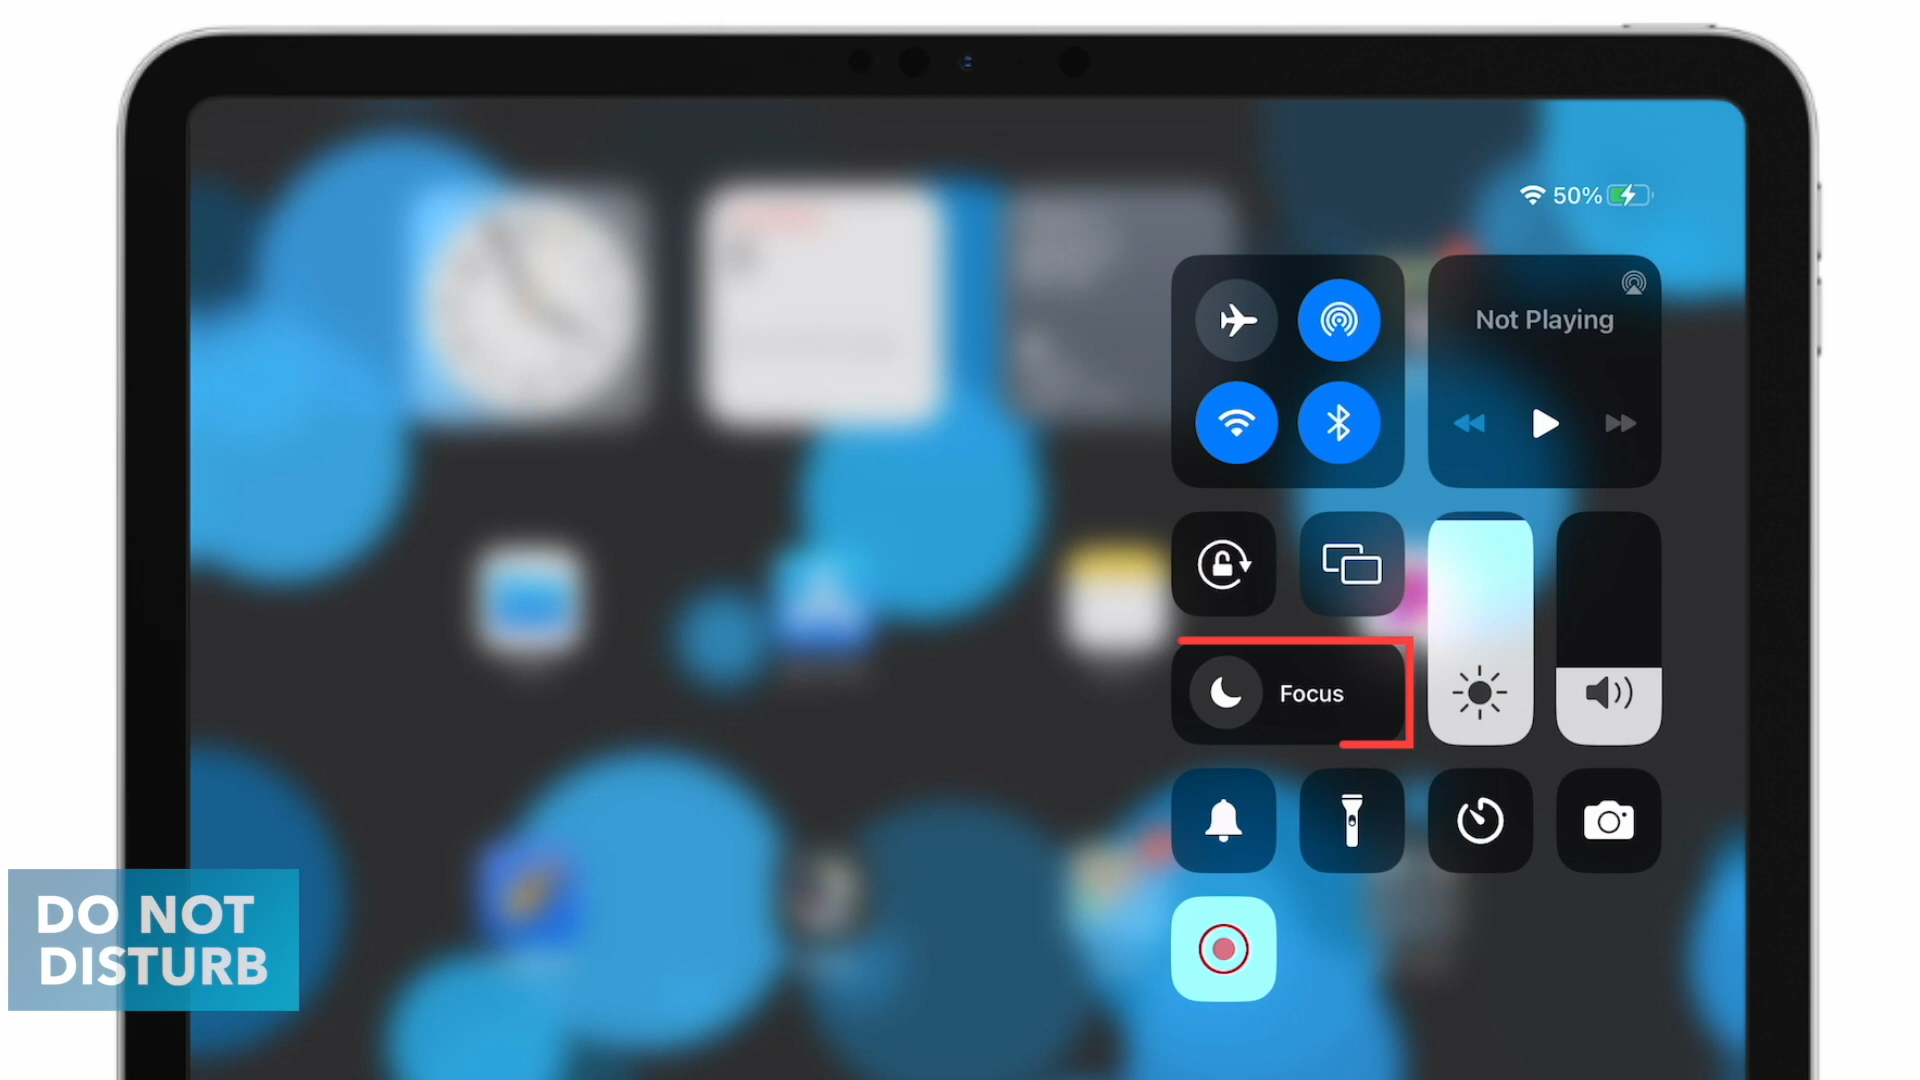 50%
Not Playing
Focus
DO NOT
DISTURB